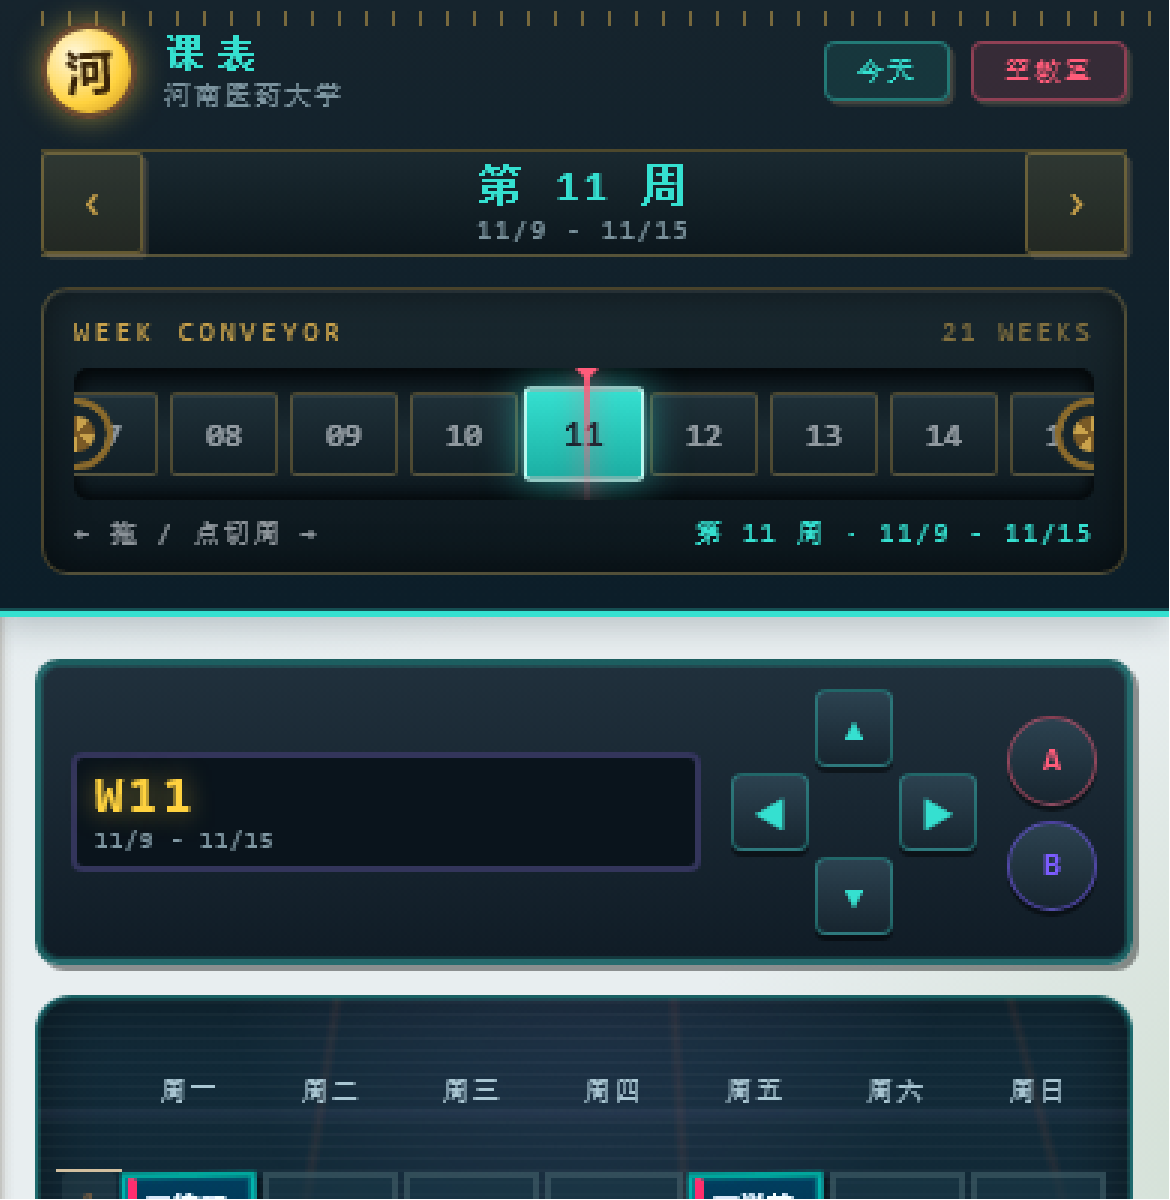 河
课表
河南医药大学
今天
空教室
‹
第 11 周
11/9 - 11/15
›
WEEK CONVEYOR
21 WEEKS
08 09 10 11 12 13 14
← 拖 / 点切周 →
第 11 周 · 11/9 - 11/15
W11
11/9 - 11/15
▲
◀ ▶
▼
A
B
周一 周二 周三 周四 周五 周六 周日